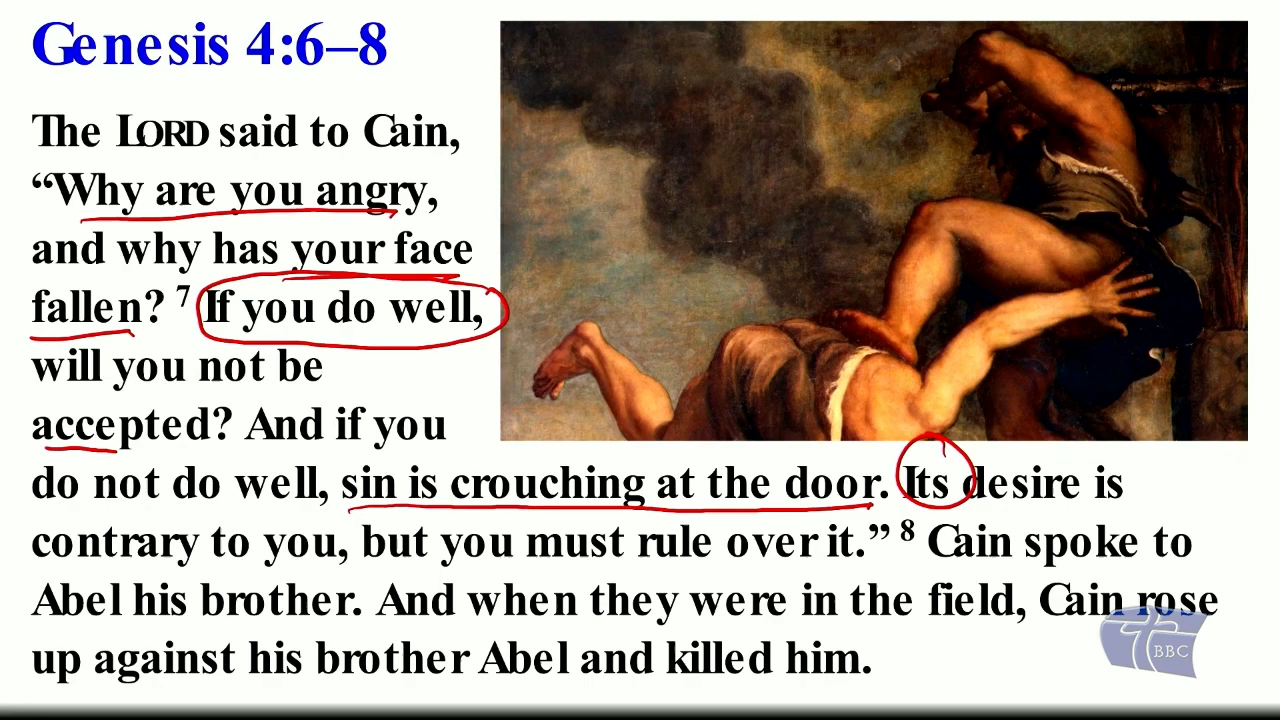 Genesis 4:6–8
The LORD said to Cain,
“Why are you angry,
and why has your face
fallen? 7 If you do well,
will you not be
accepted? And if you
do not do well, sin is crouching at the door. Its desire is
contrary to you, but you must rule over it.” 8 Cain spoke to
Abel his brother. And when they were in the field, Cain rose
up against his brother Abel and killed him.
BBC